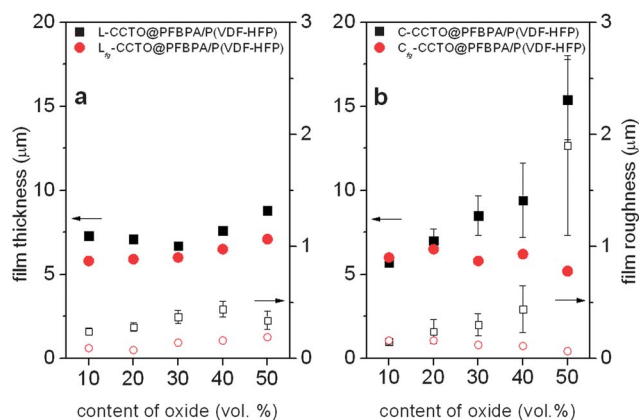 L-CCTO@PFBPA/P(VDF-HFP)
Lfg-CCTO@PFBPA/P(VDF-HFP)
C-CCTO@PFBPA/P(VDF-HFP)
Cfg-CCTO@PFBPA/P(VDF-HFP)
a
b
film thickness (μm)
film roughness (μm)
20
15
10
5
0
3
2
1
0
20
15
10
5
0
3
2
1
0
10 20 30 40 50
10 20 30 40 50
content of oxide (vol. %)
content of oxide (vol. %)